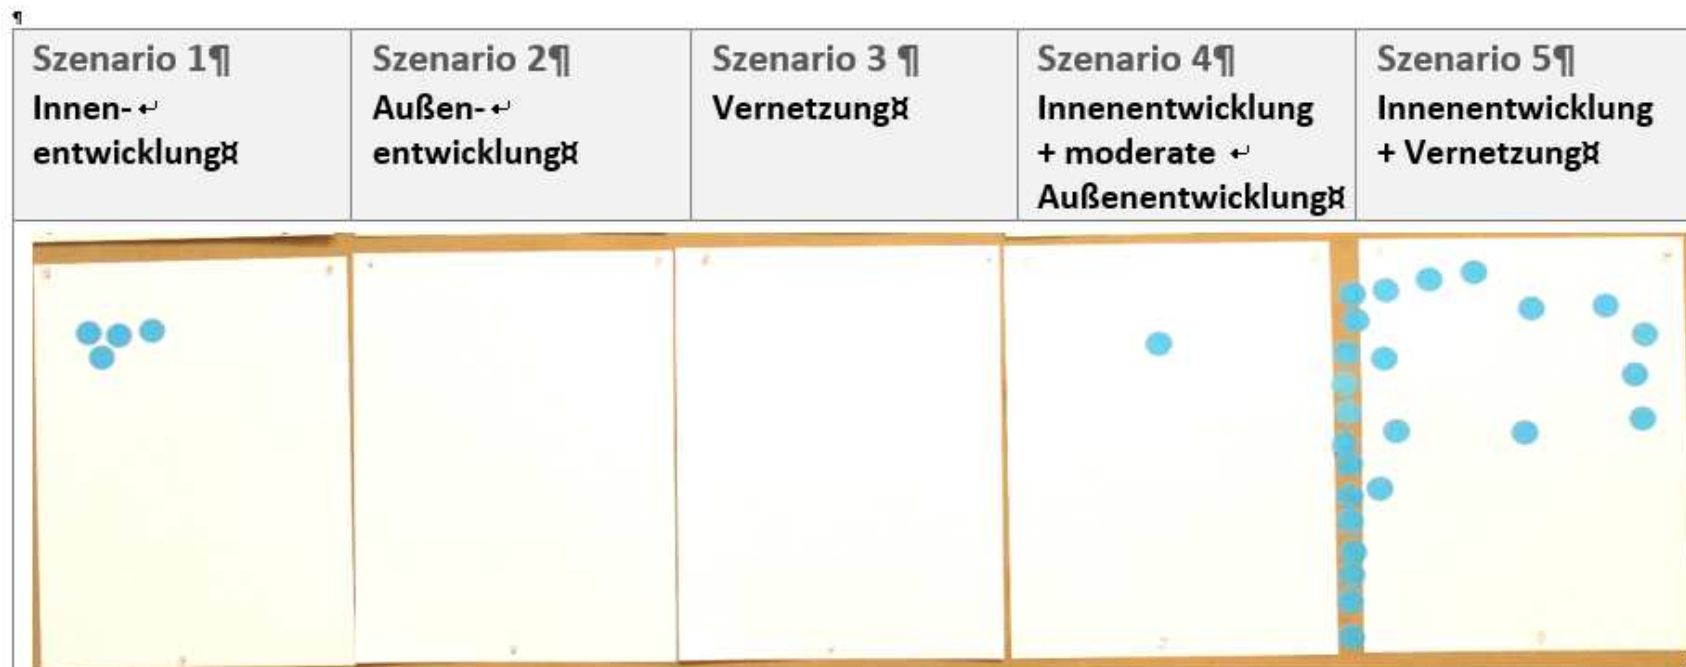 ¶
Szenario 1¶
Innen-↵
entwicklung¤
Szenario 2¶
Außen-↵
entwicklung¤
Szenario 3 ¶
Vernetzung¤
Szenario 4¶
Innenentwicklung
+ moderate ↵
Außenentwicklung¤
Szenario 5¶
Innenentwicklung
+ Vernetzung¤